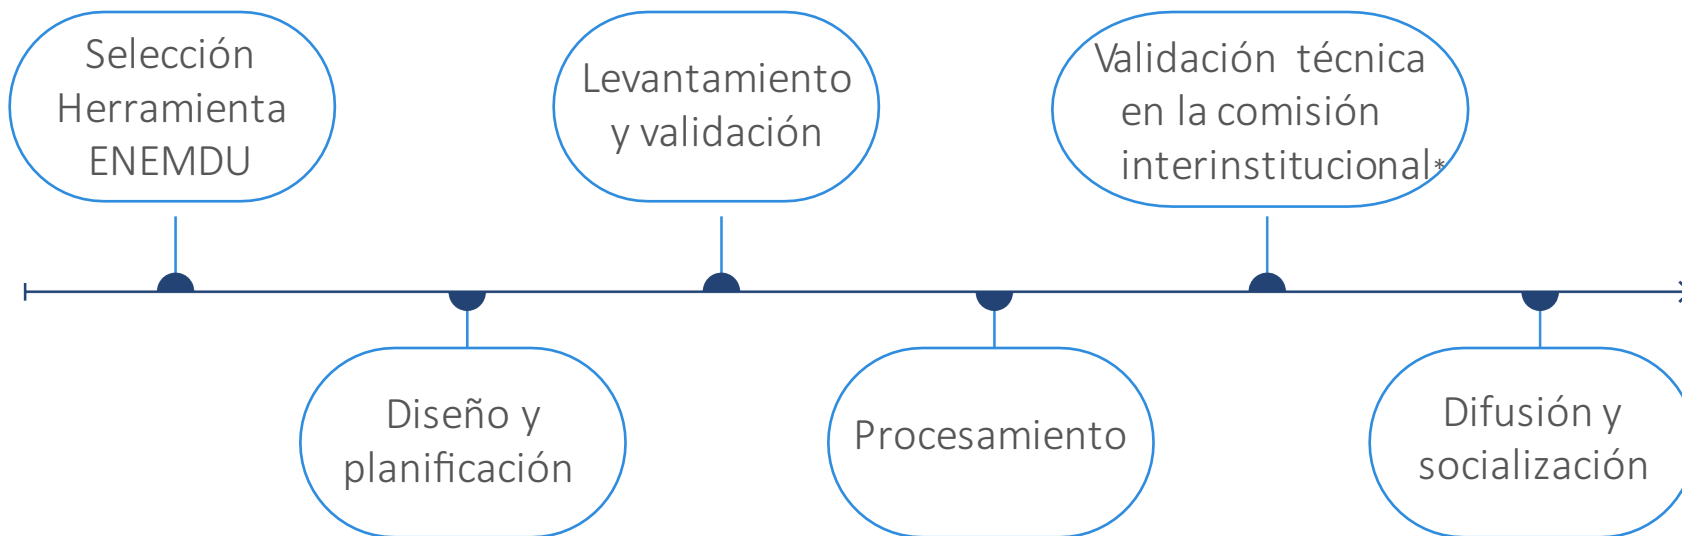 Selección
Herramienta
ENEMDU
Diseño y
planificación
Levantamiento
y validación
Procesamiento
Validación técnica
en la comisión
interinstitucional*
Difusión y
socialización